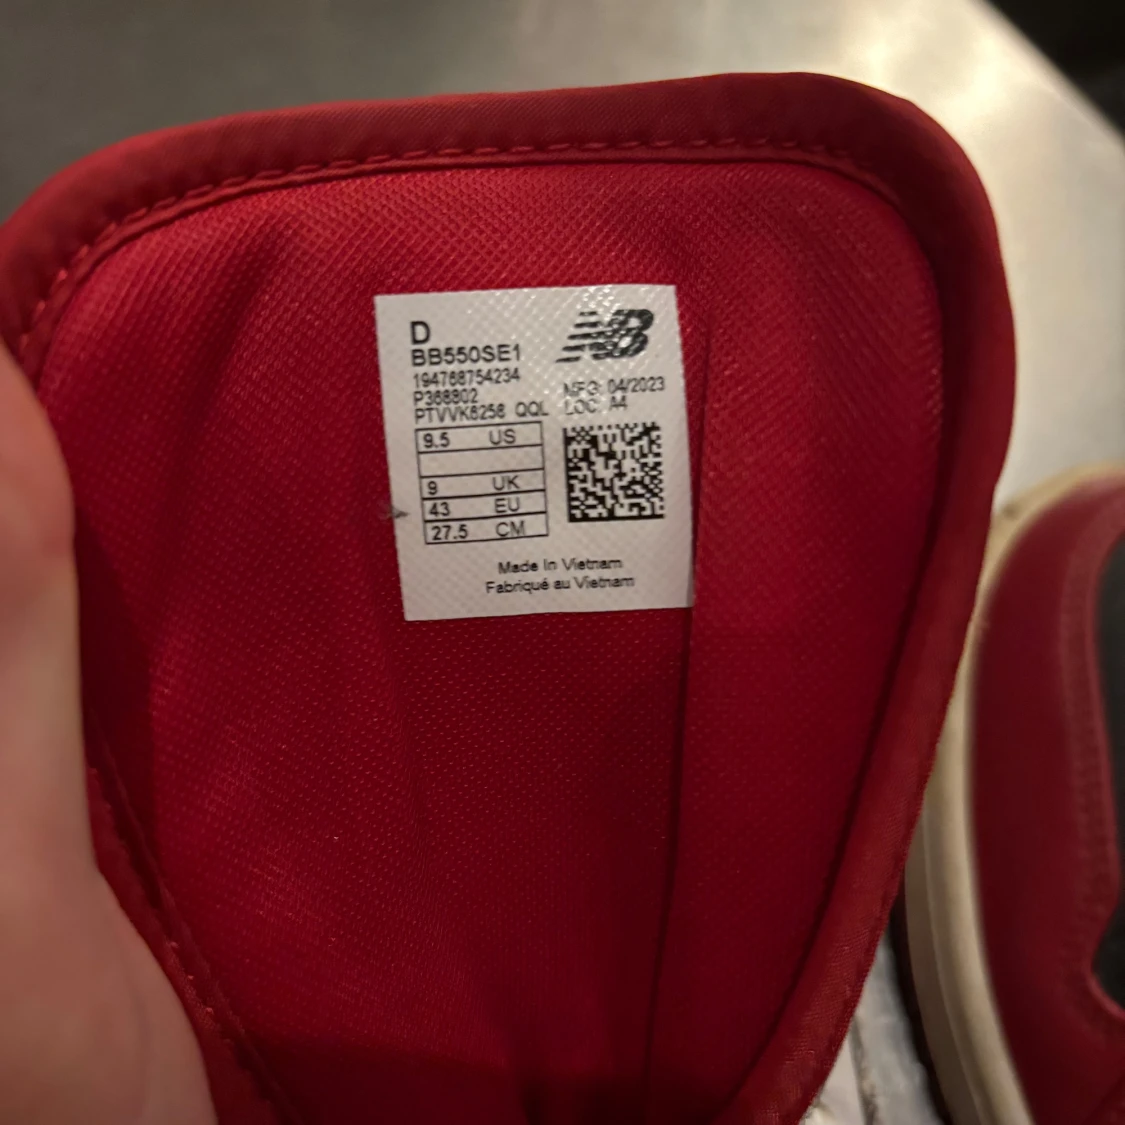 D
BB550SE1
194768754234
P368802
PTVVK6258 QQL
NB
MFG: 04/2023
LOC: A4
9.5 US
9 UK
43 EU
27.5 CM
Made In Vietnam
Fabriqué au Vietnam